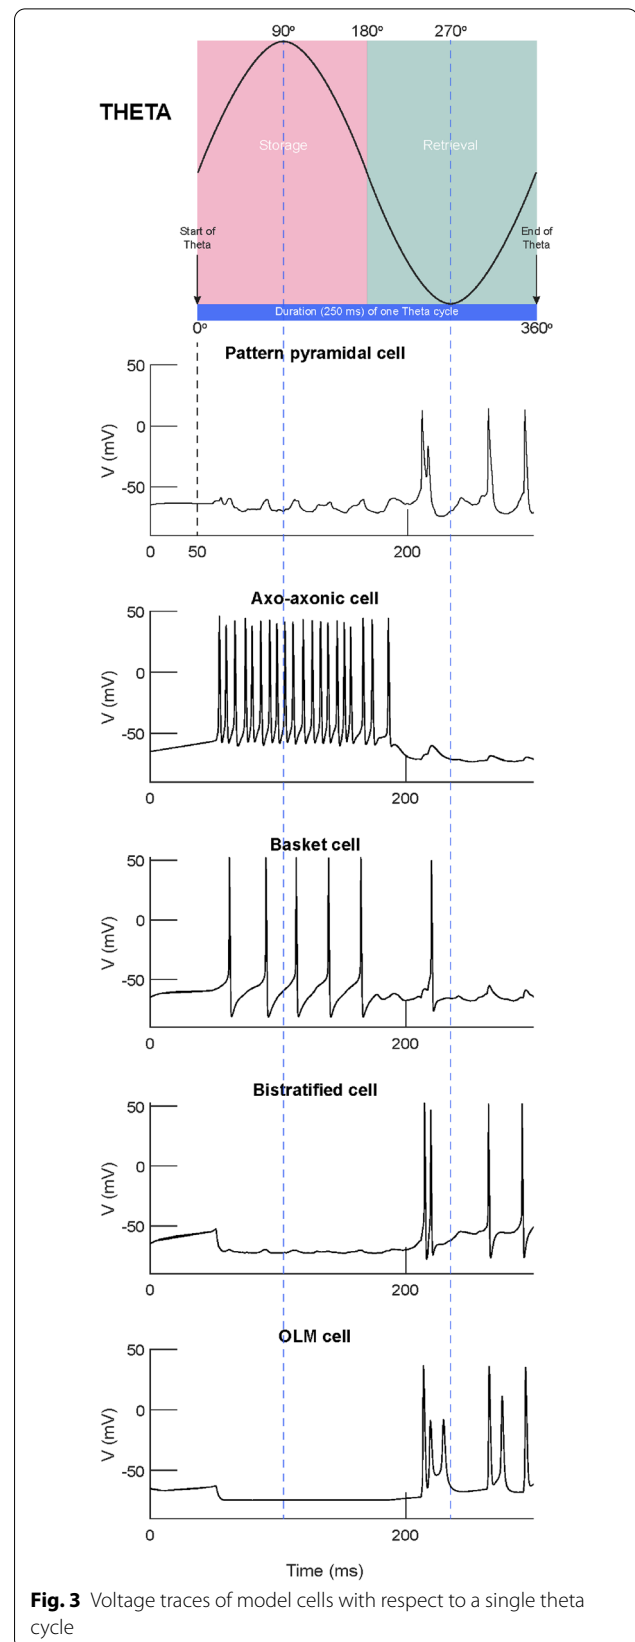 90º 180º 270º
THETA
Storage Retrieval
Start of
Theta
End of
Theta
Duration (250 ms) of one Theta cycle
0º 360º
Pattern pyramidal cell
50
0
-50
V (mV)
0 50 200
Axo-axonic cell
50
0
-50
V (mV)
0 200
Basket cell
50
0
-50
V (mV)
0 200
Bistratified cell
50
0
-50
V (mV)
0 200
OLM cell
50
0
-50
V (mV)
0 200
Time (ms)
Fig. 3 Voltage traces of model cells with respect to a single theta
cycle